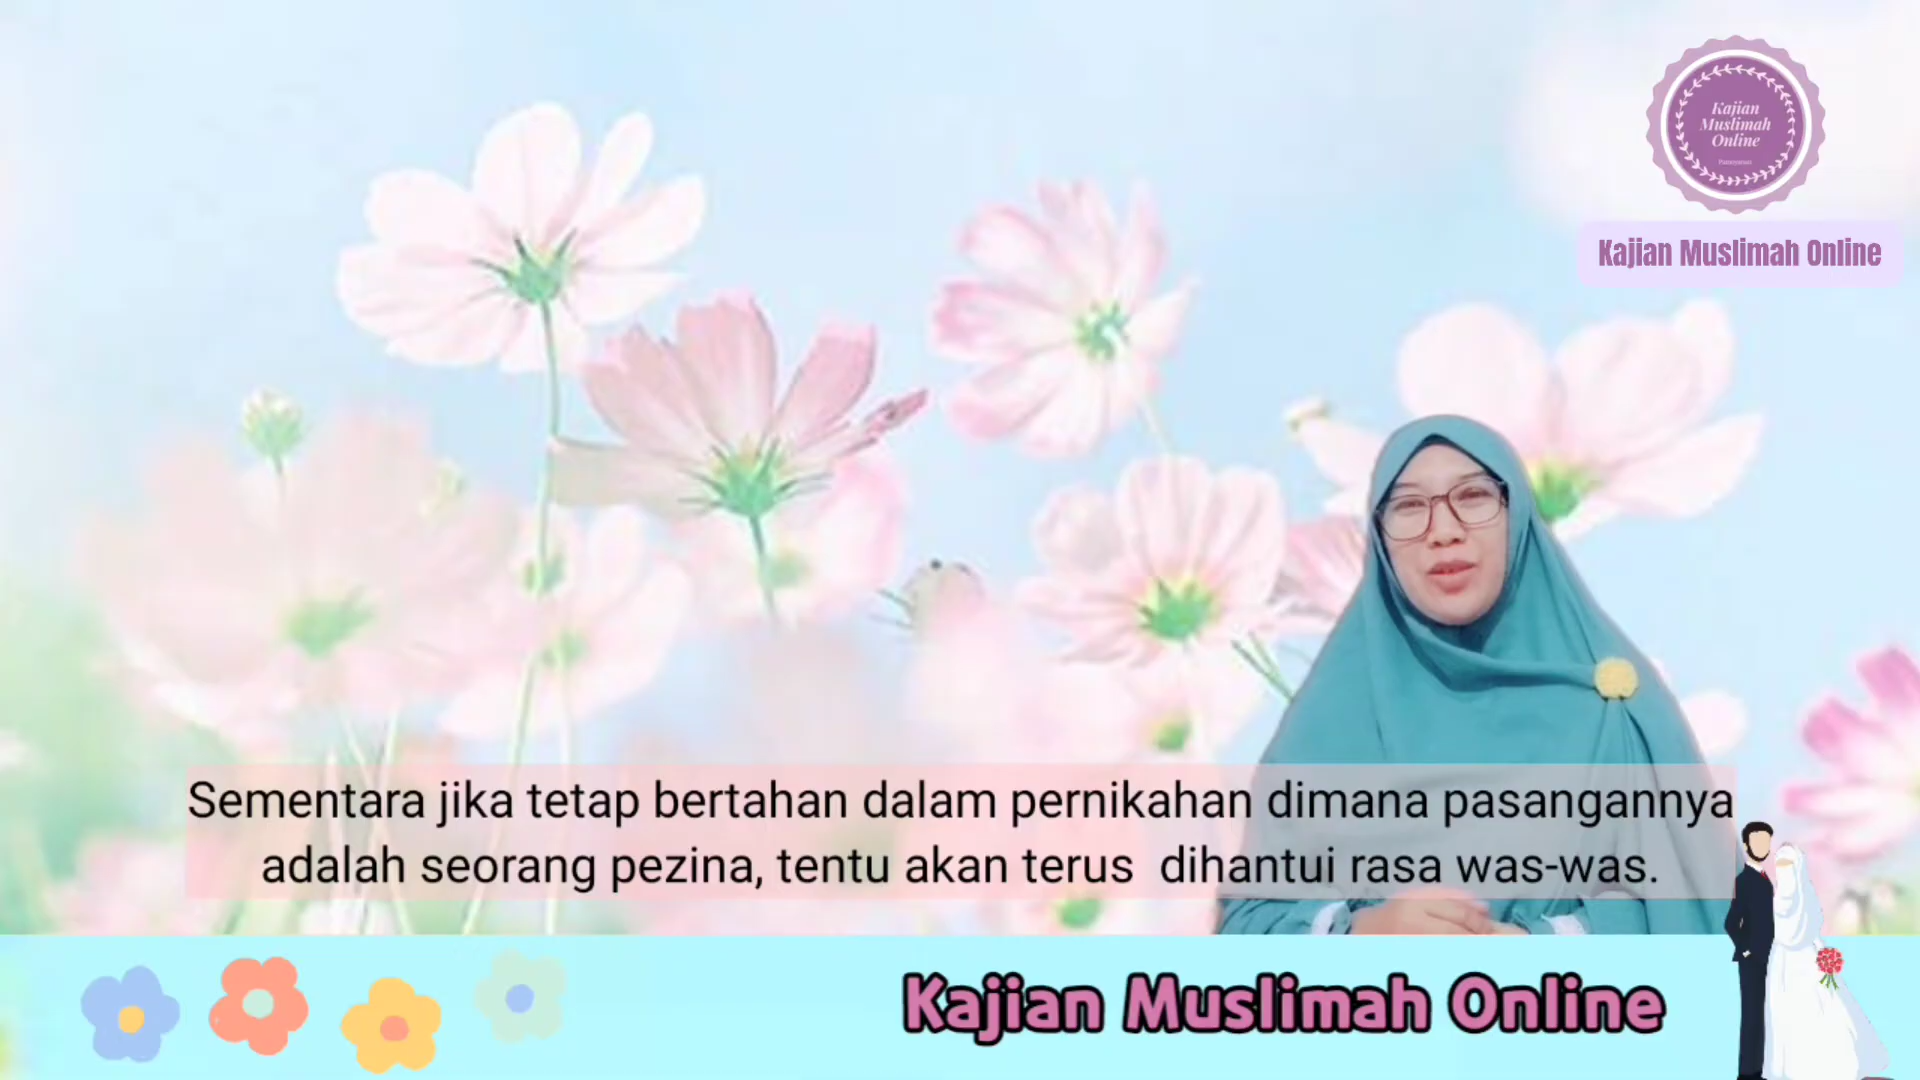 Kajian
Muslimah
Online
Kajian Muslimah Online
Sementara jika tetap bertahan dalam pernikahan dimana pasangannya
adalah seorang pezina, tentu akan terus dihantui rasa was-was.
Kajian Muslimah Online